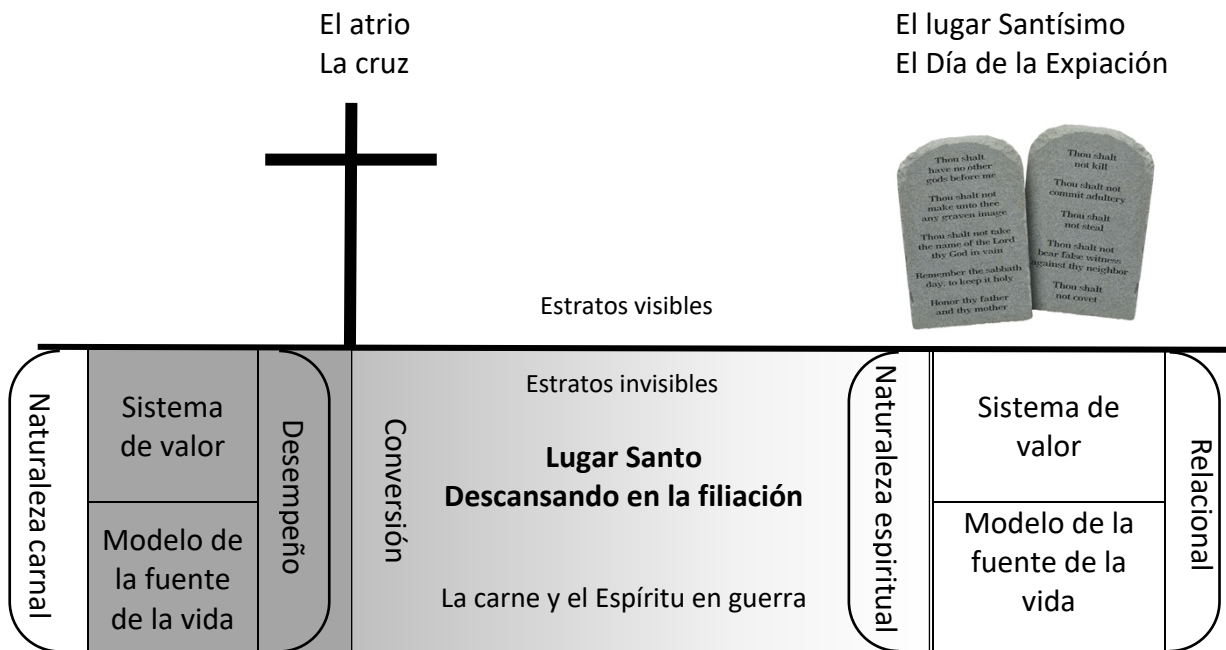 El atrio
La cruz
El lugar Santísimo
El Día de la Expiación
Thou shalt
have no other
gods before me
Thou shalt not
make unto thee
any graven image
Thou shalt not take
the name of the Lord
thy God in vain
Remember the sabbath
day, to keep it holy
Honor thy father
and thy mother
Thou shalt
not kill
Thou shalt not
commit adultery
Thou shalt
not steal
Thou shalt not
bear false witness
against thy neighbor
Thou shalt
not covet
Estratos visibles
Naturaleza carnal
Sistema
de valor
Modelo de
la fuente
de la vida
Desempeño
Conversión
Estratos invisibles
Lugar Santo
Descansando en la filiación
La carne y el Espíritu en guerra
Naturaleza espiritual
Sistema de
valor
Modelo de la
fuente de la
vida
Relacional